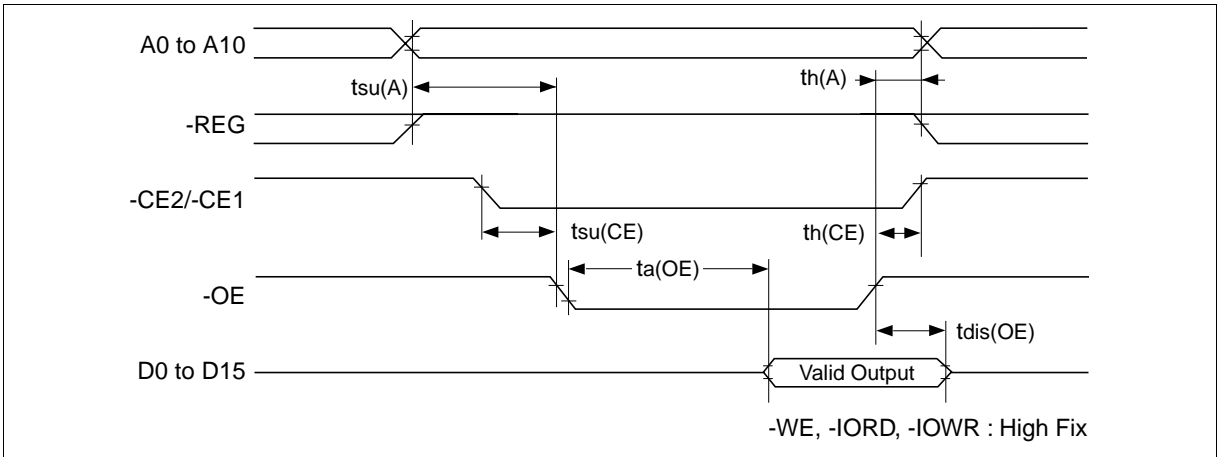 A0 to A10
tsu(A)
th(A)
-REG
-CE2/-CE1
tsu(CE)
th(CE)
ta(OE)
-OE
tdis(OE)
D0 to D15
Valid Output
-WE, -IORD, -IOWR : High Fix